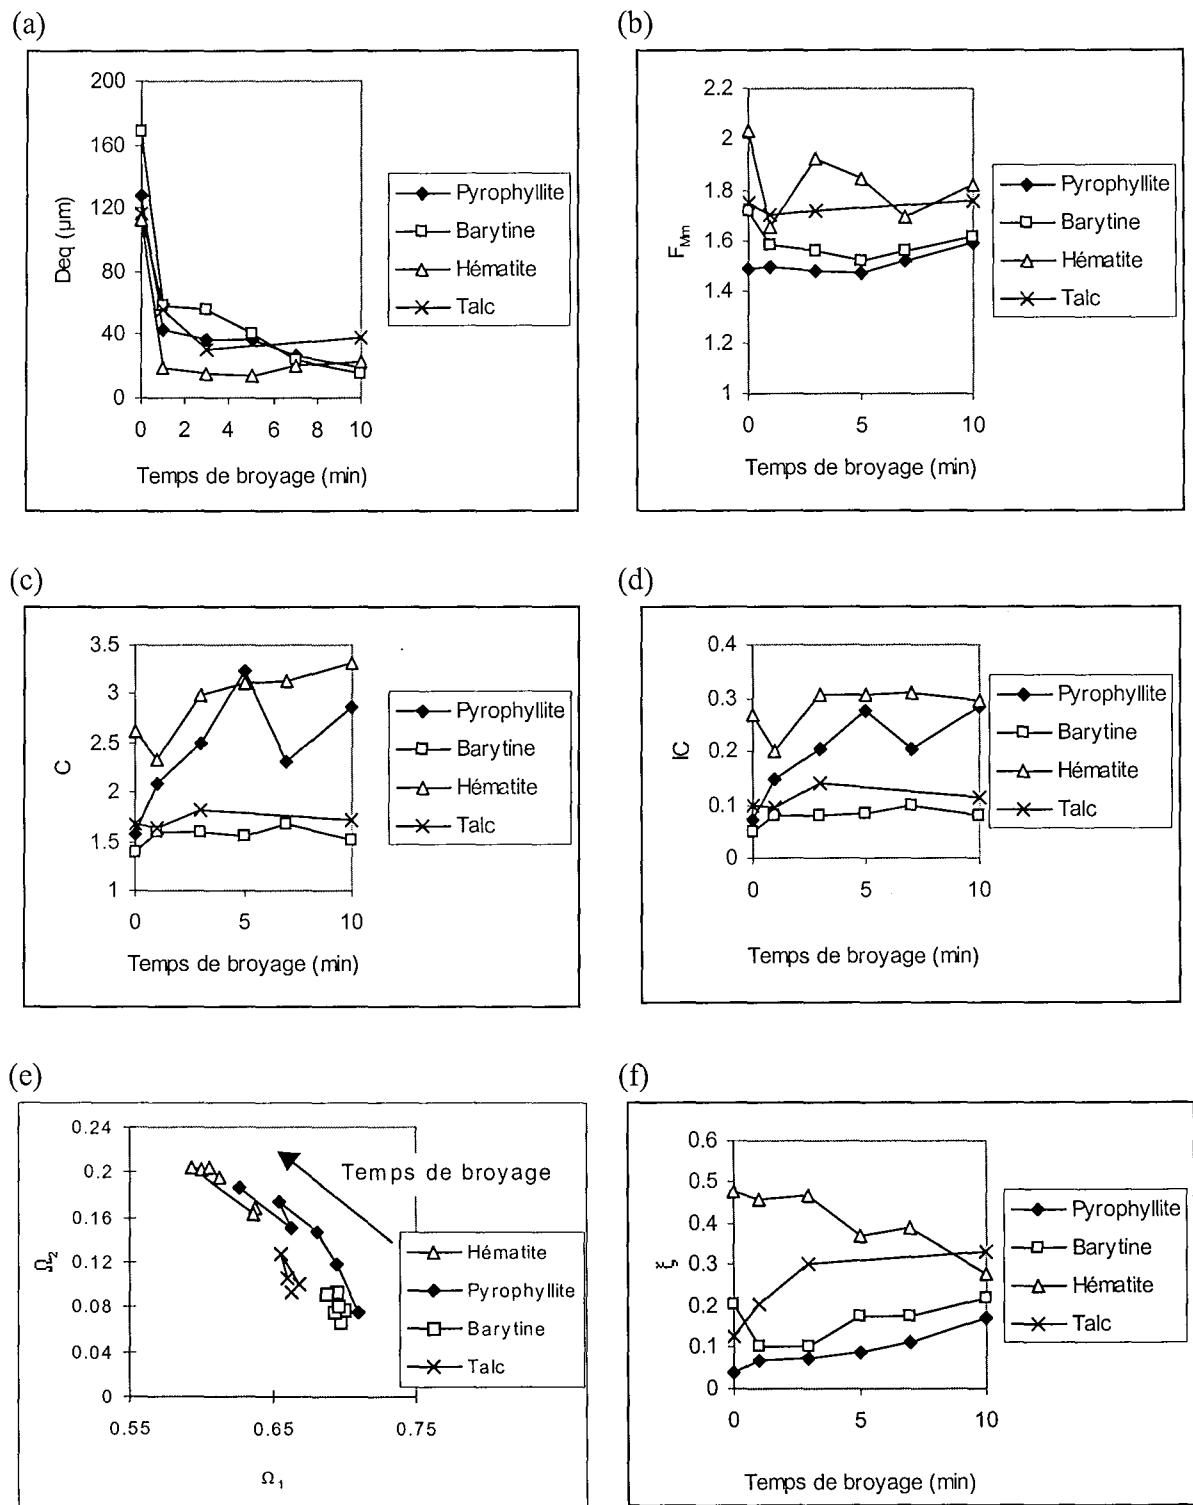 (a)
200
160
120
80
40
0
Deq (µm)
0 2 4 6 8 10
Temps de broyage (min)
Pyrophyllite
Barytine
Hématite
Talc
(b)
2.2
2
1.8
1.6
1.4
1.2
1
F_Mm
0 5 10
Temps de broyage (min)
Pyrophyllite
Barytine
Hématite
Talc
(c)
3.5
3
2.5
2
1.5
1
C
0 5 10
Temps de broyage (min)
Pyrophyllite
Barytine
Hématite
Talc
(d)
0.4
0.3
0.2
0.1
0
IC
0 5 10
Temps de broyage (min)
Pyrophyllite
Barytine
Hématite
Talc
(e)
0.24
0.2
0.16
0.12
0.08
0.04
0
Ω₂
0.55 0.65 0.75
Ω₁
Temps de broyage
Hématite
Pyrophyllite
Barytine
Talc
(f)
0.6
0.5
0.4
0.3
0.2
0.1
0
ξ
0 5 10
Temps de broyage (min)
Pyrophyllite
Barytine
Hématite
Talc